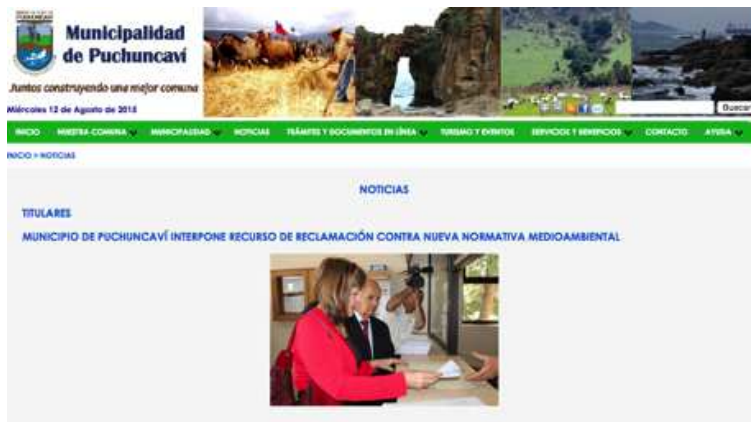 Municipalidad
de Puchuncaví
Juntos construyendo una mejor comuna
Miércoles 12 de Agosto de 2015
Buscar
INICIO NUESTRA COMUNA MUNICIPALIDAD NOTICIAS TRÁMITES Y DOCUMENTOS EN LÍNEA TURISMO Y EVENTOS SERVICIOS Y BENEFICIOS CONTACTO AYUDA
INICIO > NOTICIAS
NOTICIAS
TITULARES
MUNICIPIO DE PUCHUNCAVÍ INTERPONE RECURSO DE RECLAMACIÓN CONTRA NUEVA NORMATIVA MEDIOAMBIENTAL